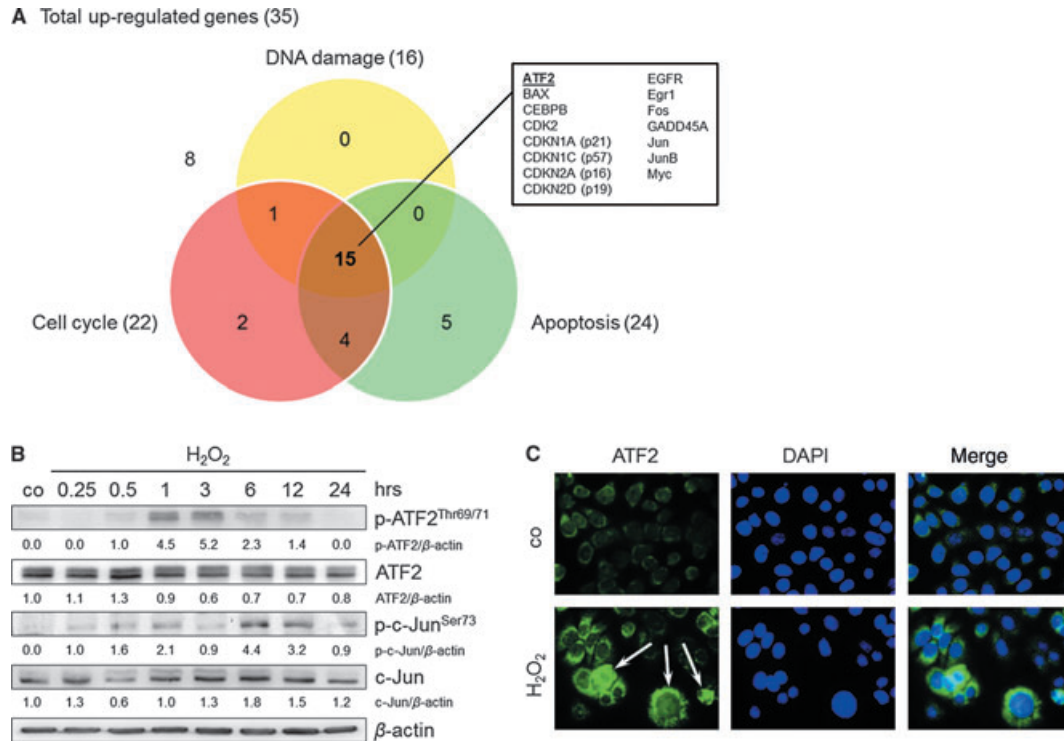 A Total up-regulated genes (35)
DNA damage (16)
ATF2 EGFR
BAX Egr1
CEBPB Fos
CDK2 GADD45A
CDKN1A (p21) Jun
CDKN1C (p57) JunB
CDKN2A (p16) Myc
CDKN2D (p19)
0
8
1
0
15
Cell cycle (22)
2
4
5
Apoptosis (24)
B
H₂O₂
co 0.25 0.5 1 3 6 12 24 hrs
p-ATF2Thr69/71
0.0 0.0 1.0 4.5 5.2 2.3 1.4 0.0 p-ATF2/β-actin
ATF2
1.0 1.1 1.3 0.9 0.6 0.7 0.7 0.8 ATF2/β-actin
p-c-JunSer73
0.0 1.0 1.6 2.1 0.9 4.4 3.2 0.9 p-c-Jun/β-actin
c-Jun
1.0 1.3 0.6 1.0 1.3 1.8 1.5 1.2 c-Jun/β-actin
β-actin
C
ATF2 DAPI Merge
co
H₂O₂